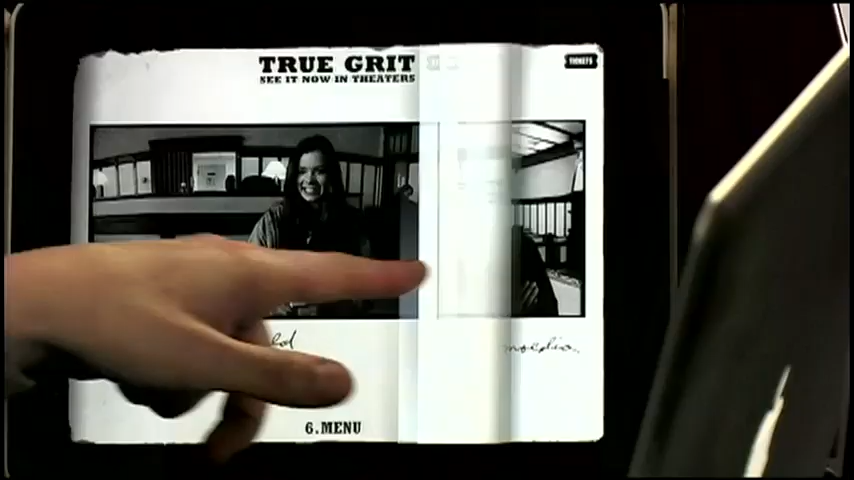 TRUE GRIT
TICKETS
SEE IT NOW IN THEATERS
6.MENU